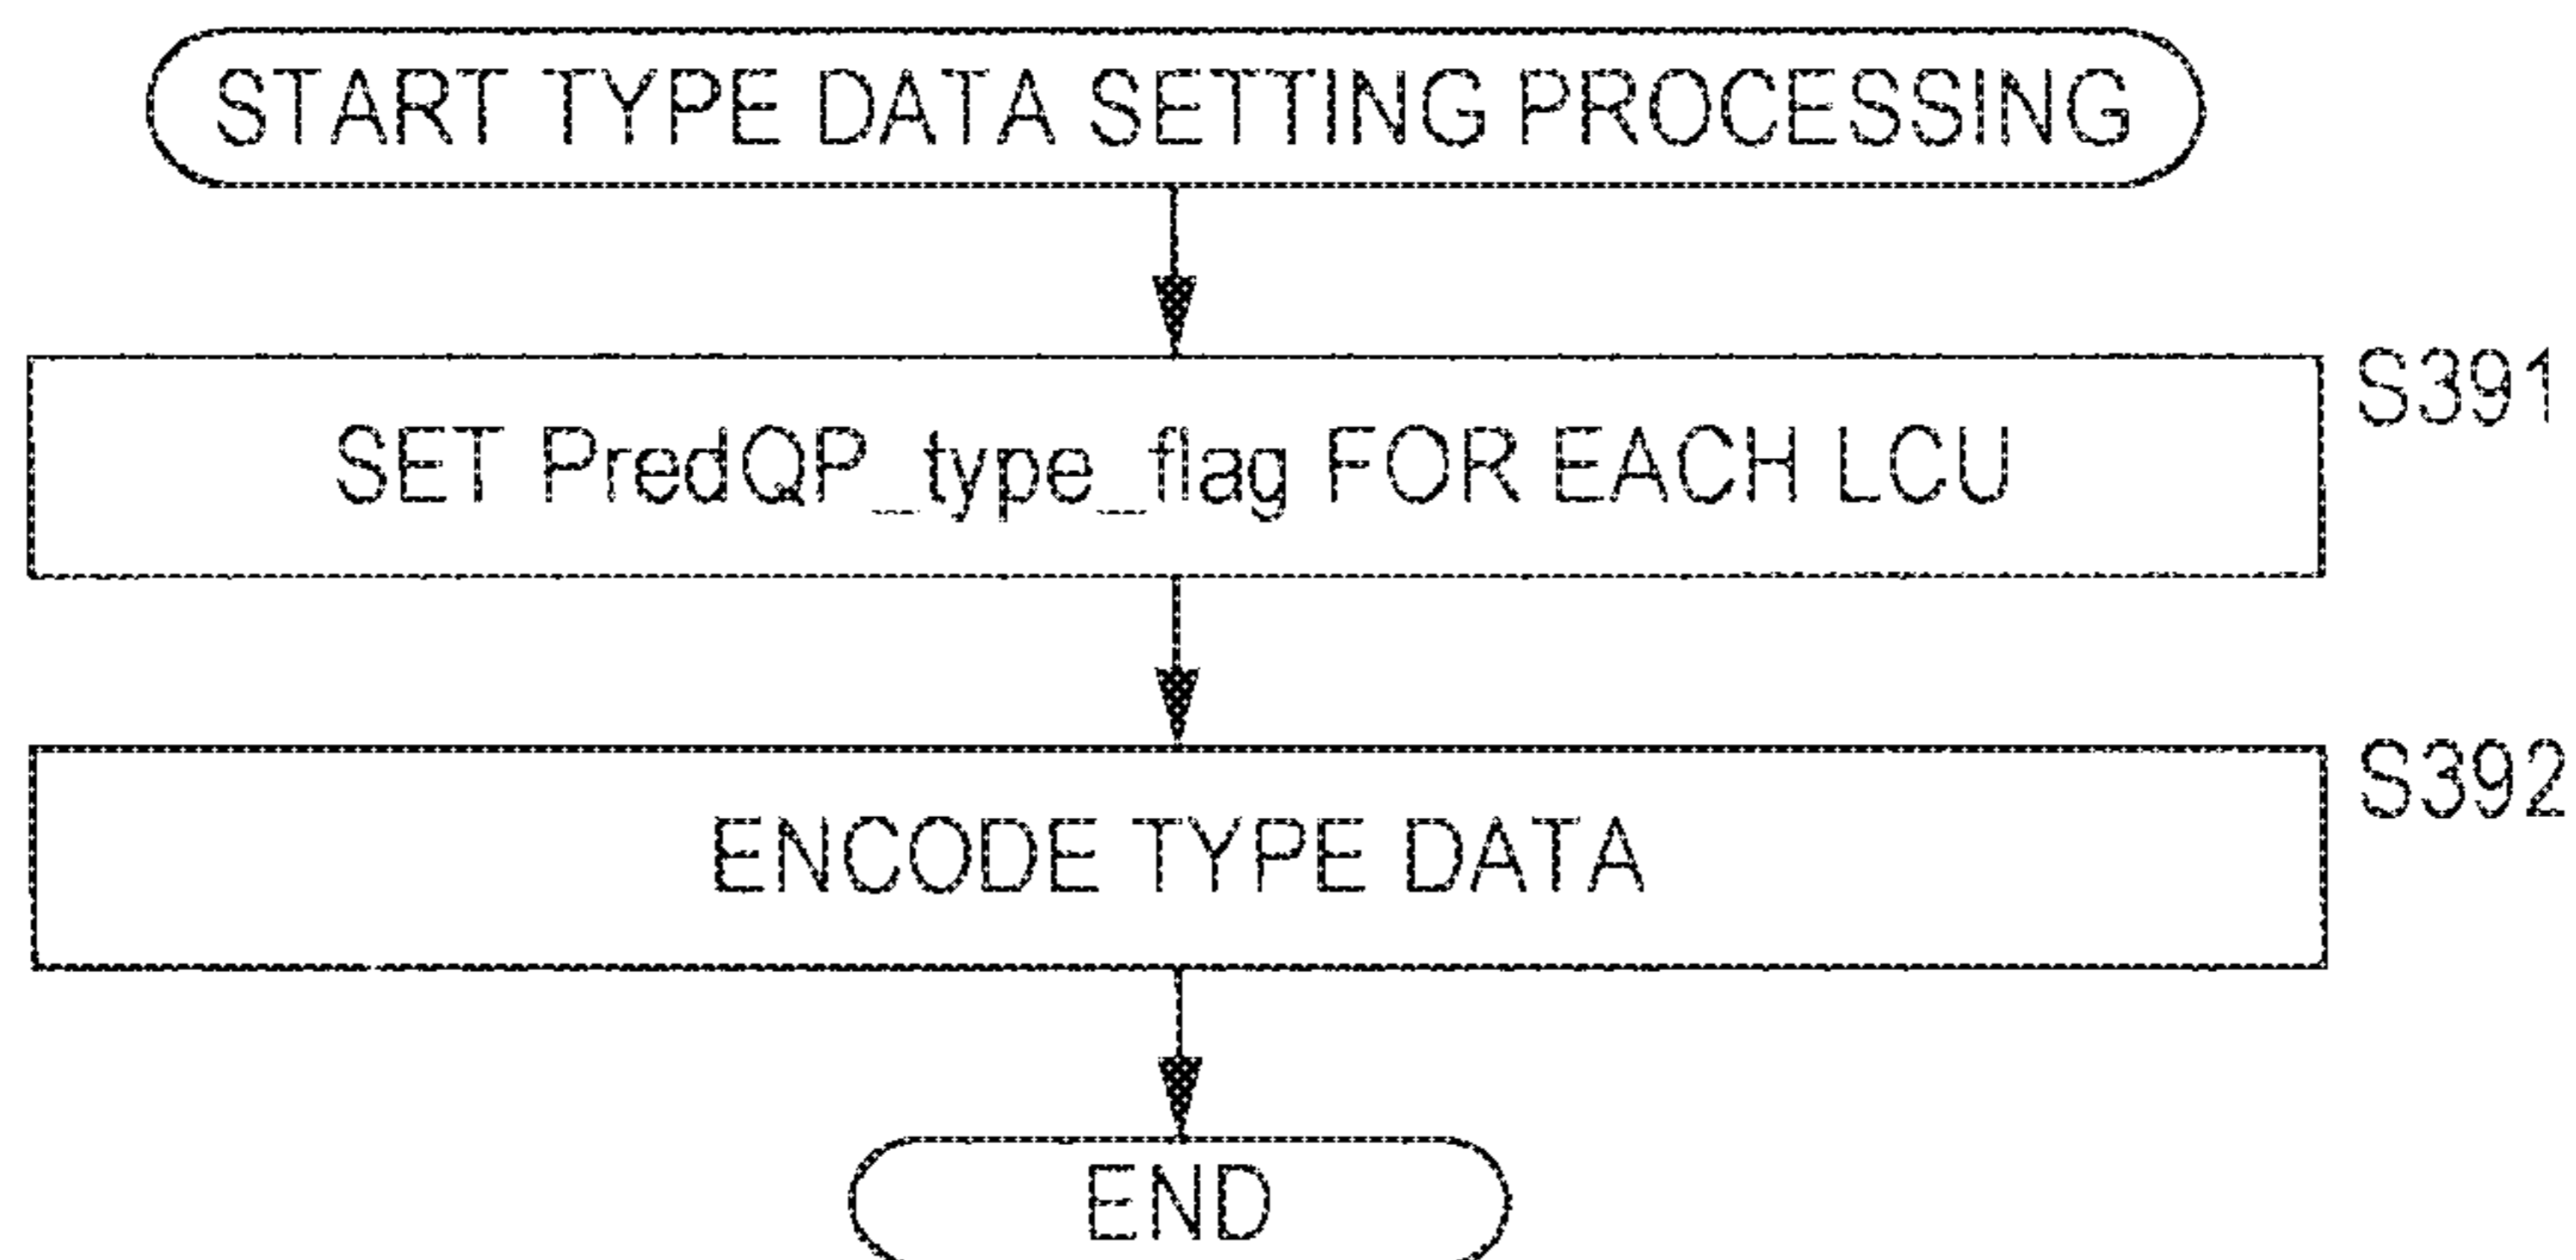 START TYPE DATA SETTING PROCESSING
S391
SET PredQP_type_flag FOR EACH LCU
S392
ENCODE TYPE DATA
END